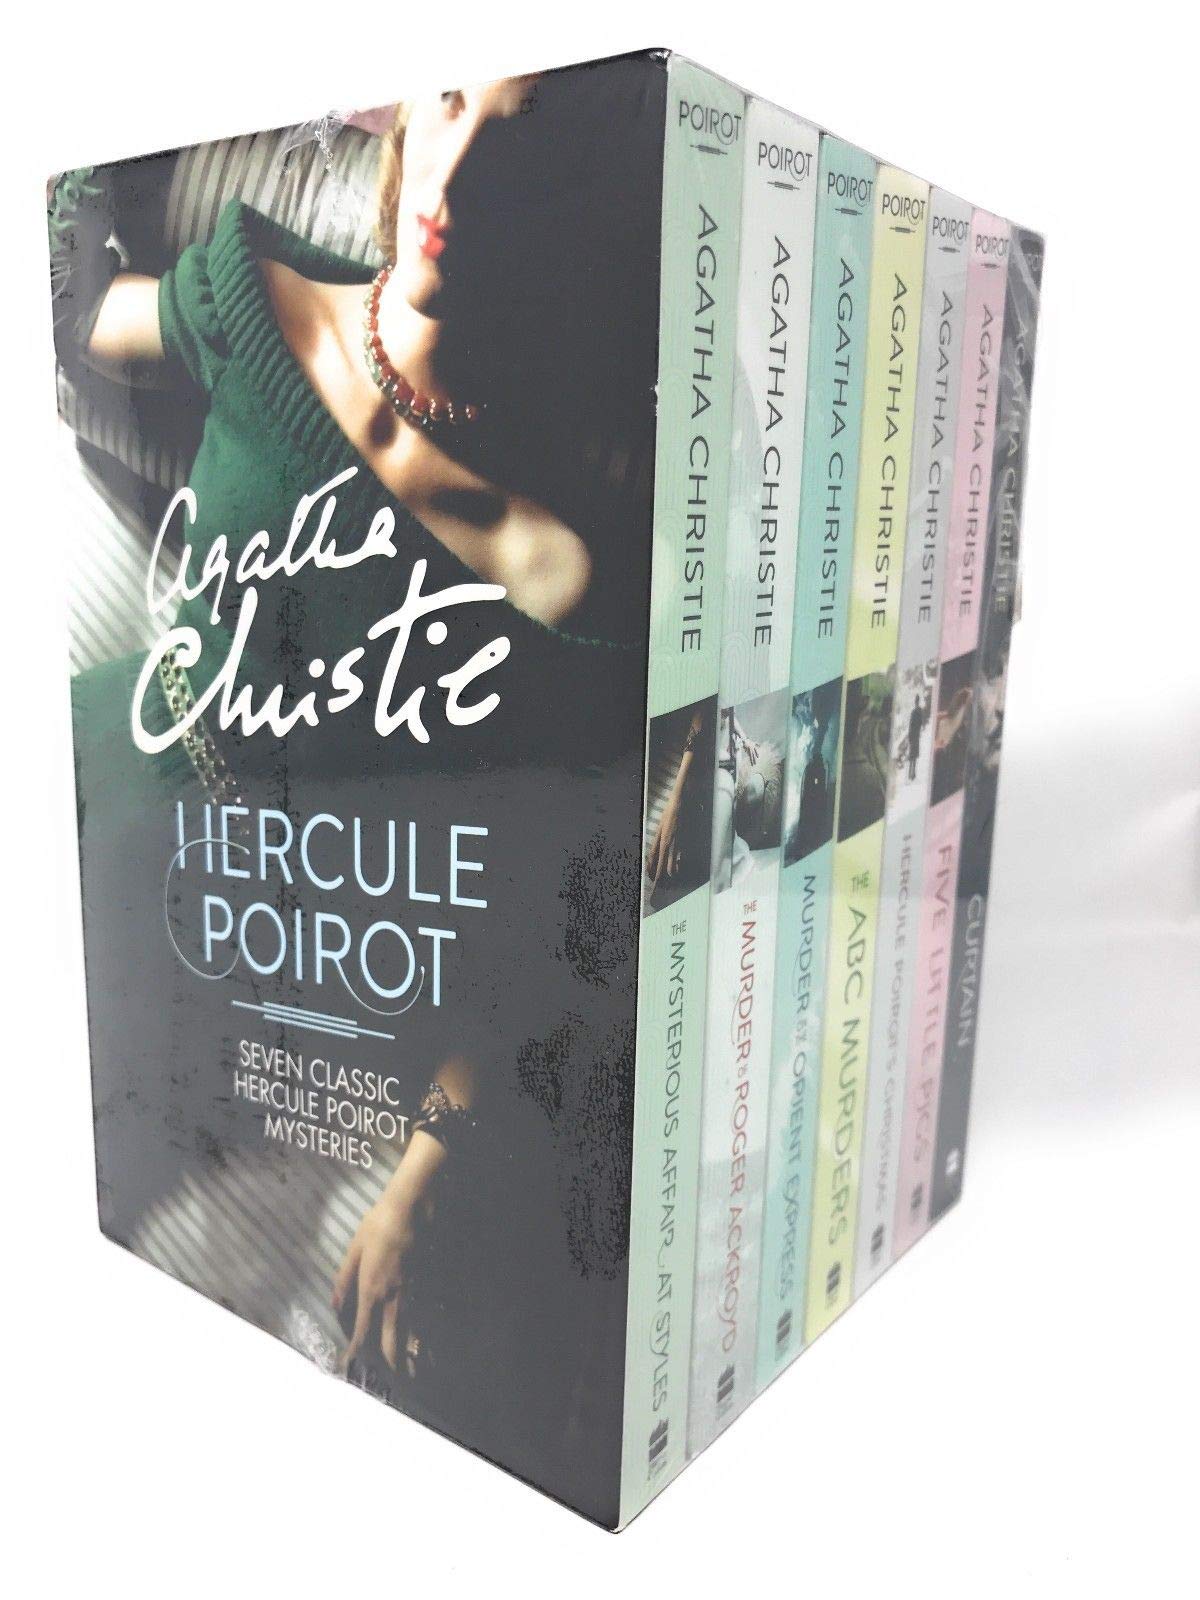 Agatha
Christie
HERCULE
POIROT
SEVEN CLASSIC
HERCULE POIROT
MYSTERIES
POIROT
AGATHA CHRISTIE
THE MYSTERIOUS AFFAIR AT STYLES
POIROT
AGATHA CHRISTIE
THE MURDER OF ROGER ACKROYD
POIROT
AGATHA CHRISTIE
MURDER ON THE ORIENT EXPRESS
POIROT
AGATHA CHRISTIE
THE ABC MURDERS
POIROT
AGATHA CHRISTIE
HERCULE POIROT'S CHRISTMAS
POIROT
AGATHA CHRISTIE
FIVE LITTLE PIGS
POIROT
AGATHA CHRISTIE
CURTAIN